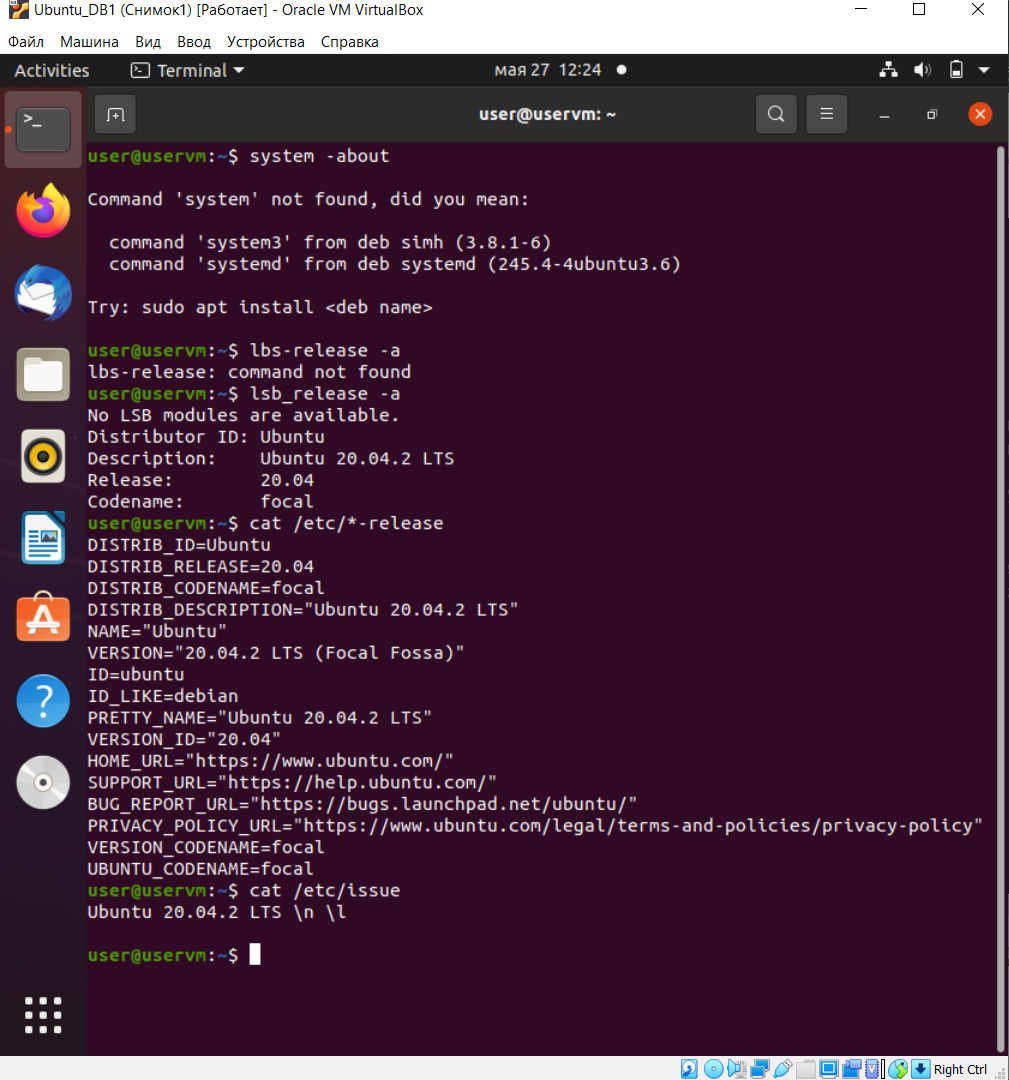 Ubuntu_DB1 (Снимок1) [Работает] - Oracle VM VirtualBox
Файл Машина Вид Ввод Устройства Справка
Activities Terminal мая 27 12:24
user@uservm: ~
user@uservm:~$ system -about
Command 'system' not found, did you mean:
command 'system3' from deb simh (3.8.1-6)
command 'systemd' from deb systemd (245.4-4ubuntu3.6)
Try: sudo apt install <deb name>
user@uservm:~$ lbs-release -a
lbs-release: command not found
user@uservm:~$ lsb_release -a
No LSB modules are available.
Distributor ID: Ubuntu
Description: Ubuntu 20.04.2 LTS
Release: 20.04
Codename: focal
user@uservm:~$ cat /etc/*-release
DISTRIB_ID=Ubuntu
DISTRIB_RELEASE=20.04
DISTRIB_CODENAME=focal
DISTRIB_DESCRIPTION="Ubuntu 20.04.2 LTS"
NAME="Ubuntu"
VERSION="20.04.2 LTS (Focal Fossa)"
ID=ubuntu
ID_LIKE=debian
PRETTY_NAME="Ubuntu 20.04.2 LTS"
VERSION_ID="20.04"
HOME_URL="https://www.ubuntu.com/"
SUPPORT_URL="https://help.ubuntu.com/"
BUG_REPORT_URL="https://bugs.launchpad.net/ubuntu/"
PRIVACY_POLICY_URL="https://www.ubuntu.com/legal/terms-and-policies/privacy-policy"
VERSION_CODENAME=focal
UBUNTU_CODENAME=focal
user@uservm:~$ cat /etc/issue
Ubuntu 20.04.2 LTS \n \l
user@uservm:~$
Right Ctrl